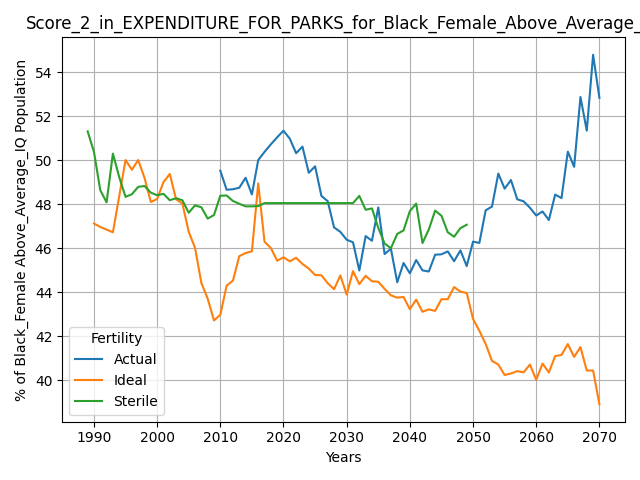 Score_2_in_EXPENDITURE_FOR_PARKS_for_Black_Female_Above_Average_
% of Black_Female Above_Average_IQ Population
54
52
50
48
46
44
42
40
Fertility
Actual
Ideal
Sterile
1990 2000 2010 2020 2030 2040 2050 2060 2070
Years